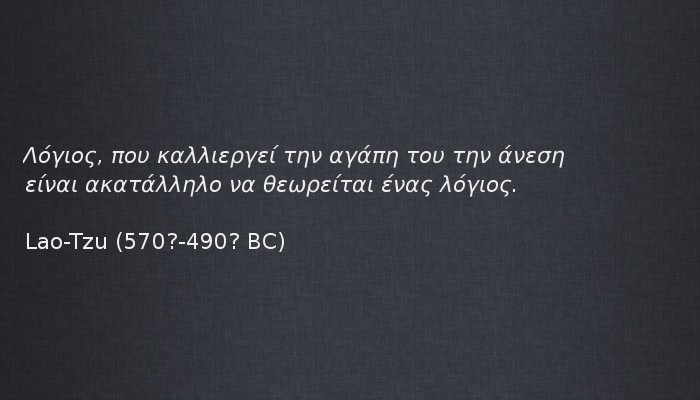 Λόγιος, που καλλιεργεί την αγάπη του την άνεση
είναι ακατάλληλο να θεωρείται ένας λόγιος.
Lao-Tzu (570?-490? BC)